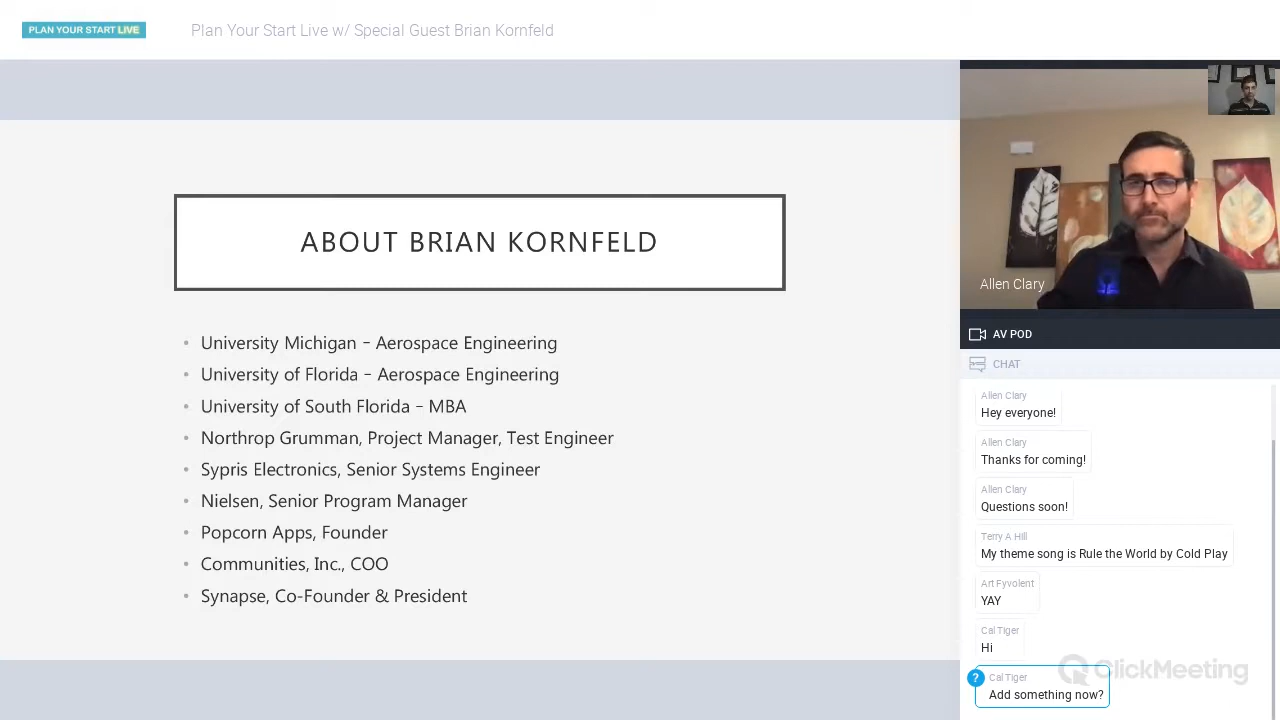 PLAN YOUR START LIVE
Plan Your Start Live w/ Special Guest Brian Kornfeld
ABOUT BRIAN KORNFELD
• University Michigan – Aerospace Engineering
• University of Florida – Aerospace Engineering
• University of South Florida – MBA
• Northrop Grumman, Project Manager, Test Engineer
• Sypris Electronics, Senior Systems Engineer
• Nielsen, Senior Program Manager
• Popcorn Apps, Founder
• Communities, Inc., COO
• Synapse, Co-Founder & President
Allen Clary
AV POD
CHAT
Allen Clary
Hey everyone!
Allen Clary
Thanks for coming!
Allen Clary
Questions soon!
Terry A Hill
My theme song is Rule the World by Cold Play
Art Fyvolent
YAY
Cal Tiger
Hi
ClickMeeting
?
Cal Tiger
Add something now?